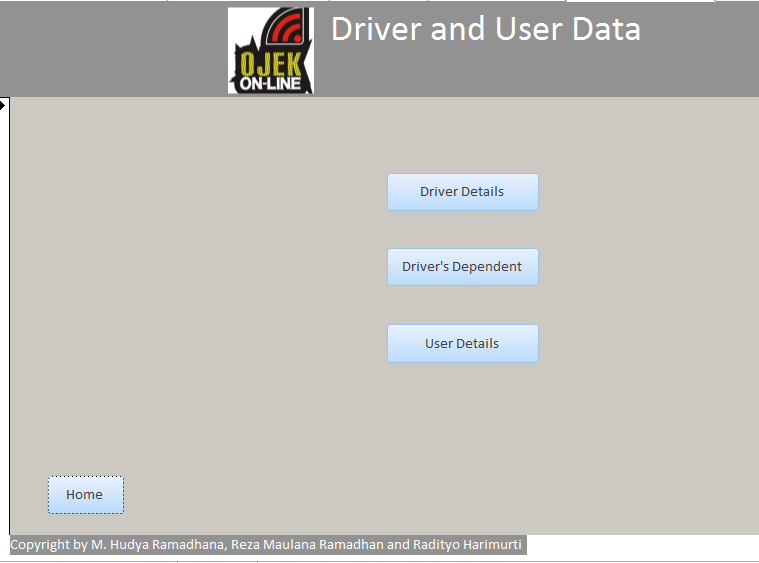 OJEK
ON-LINE
Driver and User Data
Driver Details
Driver's Dependent
User Details
Home
Copyright by M. Hudya Ramadhana, Reza Maulana Ramadhan and Radityo Harimurti